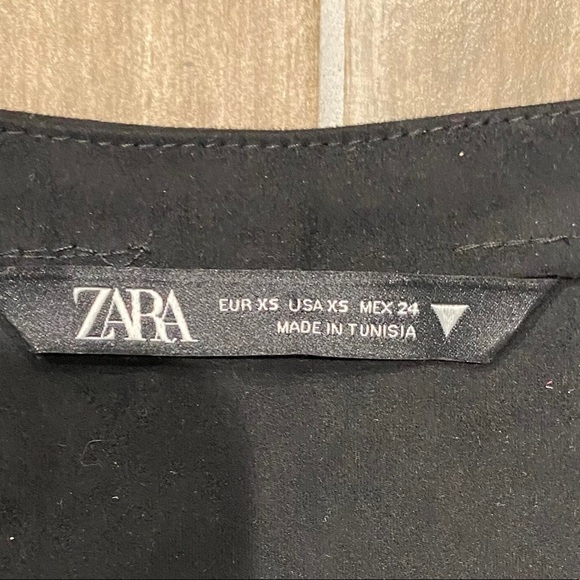 ZARA
EUR XS USA XS MEX 24
MADE IN TUNISIA